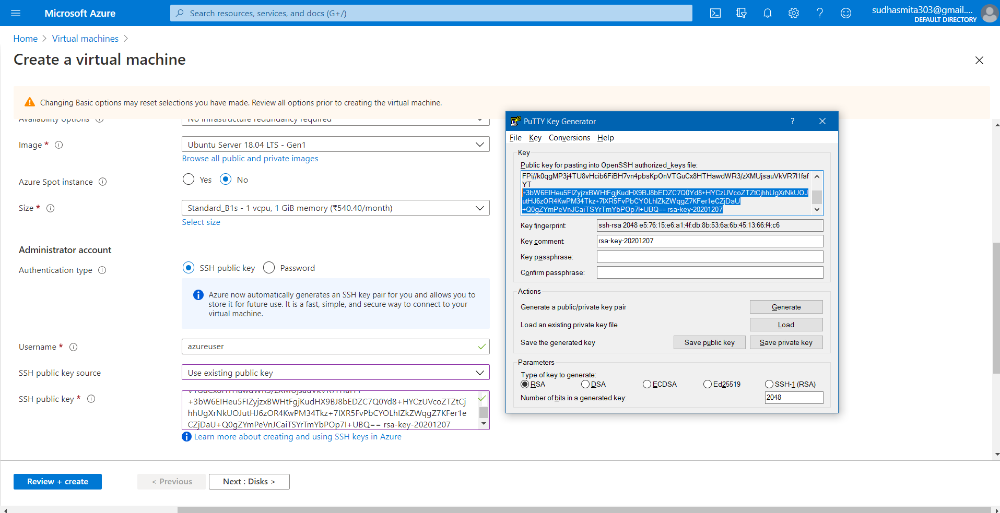 Microsoft Azure
Search resources, services, and docs (G+/)
sudhasmita303@gmail....
DEFAULT DIRECTORY
Home > Virtual machines >
Create a virtual machine
Changing Basic options may reset selections you have made. Review all options prior to creating the virtual machine.
Availability options
No infrastructure redundancy required
Image *
Ubuntu Server 18.04 LTS - Gen1
Browse all public and private images
Azure Spot instance
Yes
No
Size *
Standard_B1s - 1 vcpu, 1 GiB memory (₹540.40/month)
Select size
Administrator account
Authentication type
SSH public key
Password
Azure now automatically generates an SSH key pair for you and allows you to
store it for future use. It is a fast, simple, and secure way to connect to your
virtual machine.
Username *
azureuser
SSH public key source
Use existing public key
SSH public key *
VTGuCx8HTHawdWR3/zXMUjsauVkVR7I1fafYT
+3bW6EIHeu5FIZyjzxBWHtFgjKudHX9BJ8bEDZC7Q0Yd8+HYCzUVcoZTZtCj
hhUgXrNkUOJutHJ6zOR4KwPM34Tkz+7IXR5FvPbCYOLhIZkZWqgZ7KFer1e
CZjDaU+Q0gZYmPeVnJCaiTSYrTmYbPOp7I+UBQ== rsa-key-20201207
Learn more about creating and using SSH keys in Azure
Review + create
< Previous
Next : Disks >
PuTTY Key Generator
?
File Key Conversions Help
Key
Public key for pasting into OpenSSH authorized_keys file:
FPi//k0qgMP3j4TU8vHcib6FiBH7vn4pbsKpOnVTGuCx8HTHawdWR3/zXMUjsauVkVR7I1faf
YT
+3bW6EIHeu5FIZyjzxBWHtFgjKudHX9BJ8bEDZC7Q0Yd8+HYCzUVcoZTZtCjhhUgXrNkUOJ
utHJ6zOR4KwPM34Tkz+7IXR5FvPbCYOLhIZkZWqgZ7KFer1eCZjDaU
+Q0gZYmPeVnJCaiTSYrTmYbPOp7I+UBQ== rsa-key-20201207
Key fingerprint:
ssh-rsa 2048 e5:76:15:e6:a1:4f:db:8b:53:6a:6b:45:13:66:f4:c6
Key comment:
rsa-key-20201207
Key passphrase:
Confirm passphrase:
Actions
Generate a public/private key pair
Generate
Load an existing private key file
Load
Save the generated key
Save public key
Save private key
Parameters
Type of key to generate:
RSA
DSA
ECDSA
Ed25519
SSH-1 (RSA)
Number of bits in a generated key:
2048